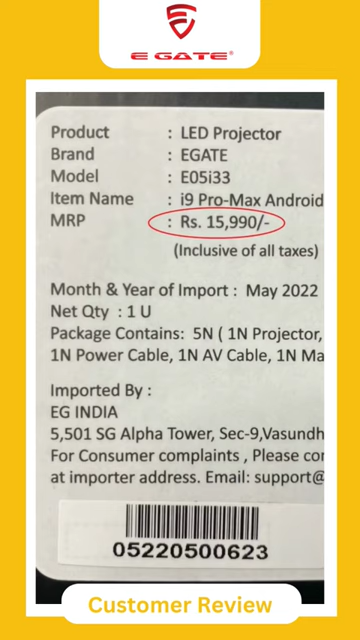 E GATE®
Product : LED Projector
Brand : EGATE
Model : E05i33
Item Name : i9 Pro-Max Android
MRP : Rs. 15,990/-
(Inclusive of all taxes)
Month & Year of Import : May 2022
Net Qty : 1 U
Package Contains: 5N ( 1N Projector,
1N Power Cable, 1N AV Cable, 1N Ma
Imported By :
EG INDIA
5,501 SG Alpha Tower, Sec-9,Vasundh
For Consumer complaints , Please con
at importer address. Email: support@
05220500623
Customer Review